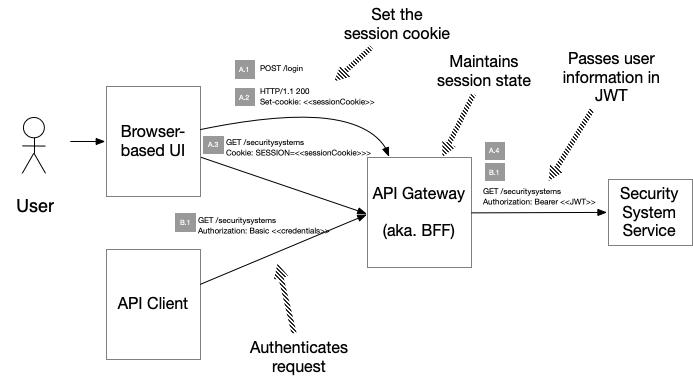 Set the
session cookie
A.1 POST /login
A.2 HTTP/1.1 200
Set-cookie: <<sessionCookie>>
Maintains
session state
Passes user
information in
JWT
Browser-
based UI
A.3 GET /securitysystems
Cookie: SESSION=<<sessionCookie>>>
A.4
B.1
GET /securitysystems
Authorization: Bearer <<JWT>>
User
API Gateway
(aka. BFF)
Security
System
Service
B.1 GET /securitysystems
Authorization: Basic <<credentials>>
API Client
Authenticates
request